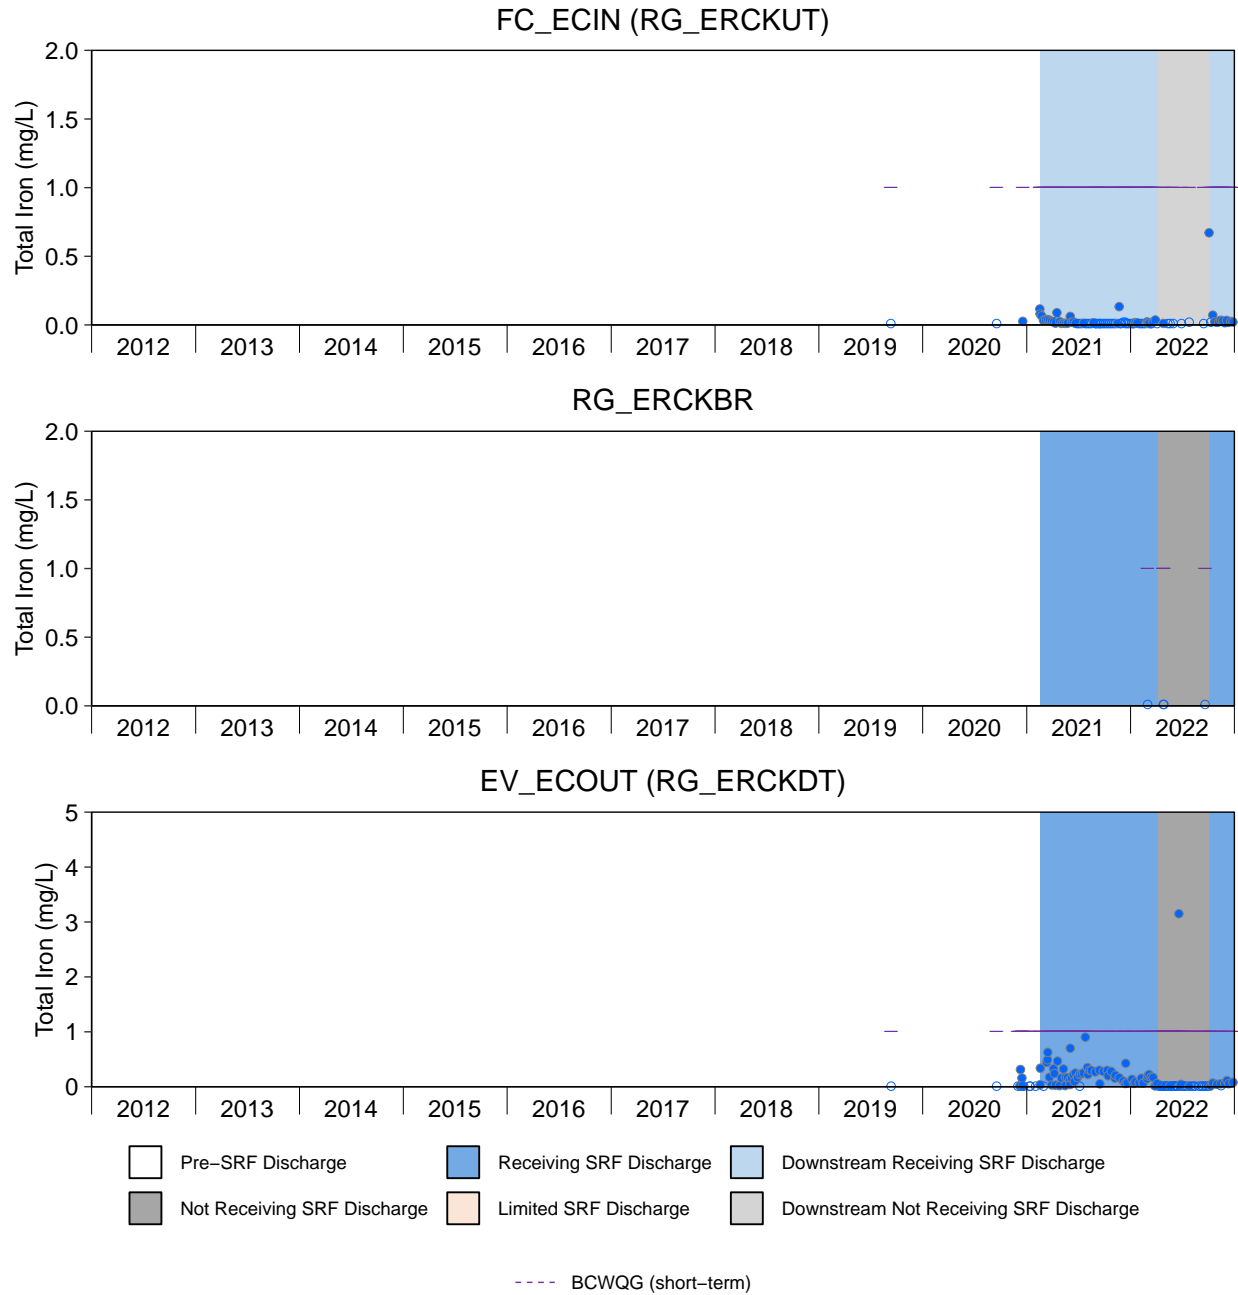 FC_ECIN (RG_ERCKUT)
Total Iron (mg/L)
2.0
1.5
1.0
0.5
0.0
2012 2013 2014 2015 2016 2017 2018 2019 2020 2021 2022
RG_ERCKBR
Total Iron (mg/L)
2.0
1.5
1.0
0.5
0.0
2012 2013 2014 2015 2016 2017 2018 2019 2020 2021 2022
EV_ECOUT (RG_ERCKDT)
Total Iron (mg/L)
5
4
3
2
1
0
2012 2013 2014 2015 2016 2017 2018 2019 2020 2021 2022
Pre−SRF Discharge Receiving SRF Discharge Downstream Receiving SRF Discharge
Not Receiving SRF Discharge Limited SRF Discharge Downstream Not Receiving SRF Discharge
BCWQG (short−term)